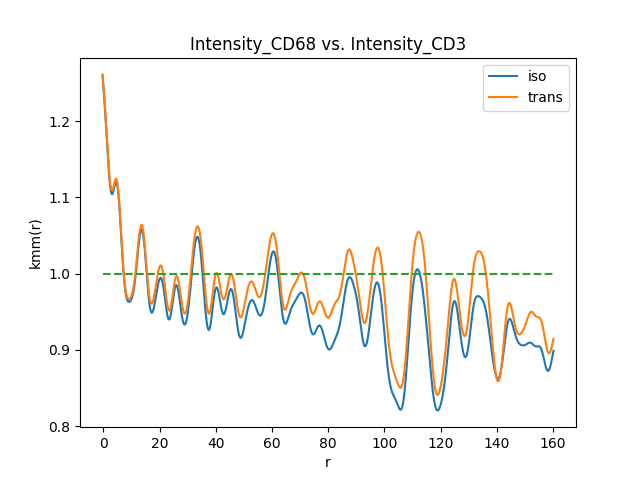 Intensity_CD68 vs. Intensity_CD3
iso
trans
kmm(r)
1.2
1.1
1.0
0.9
0.8
0 20 40 60 80 100 120 140 160
r